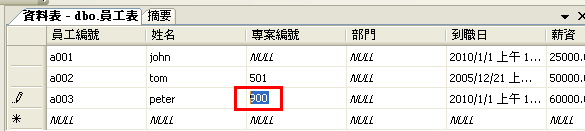 資料表 - dbo.員工表 摘要
員工編號 姓名 專案編號 部門 到職日 薪資
a001 john NULL NULL 2010/1/1 上午 1... 25000.0
a002 tom 501 NULL 2005/12/21 上... 50000.0
a003 peter 900 NULL 2010/1/1 上午 1... 60000.0
NULL NULL NULL NULL NULL NULL